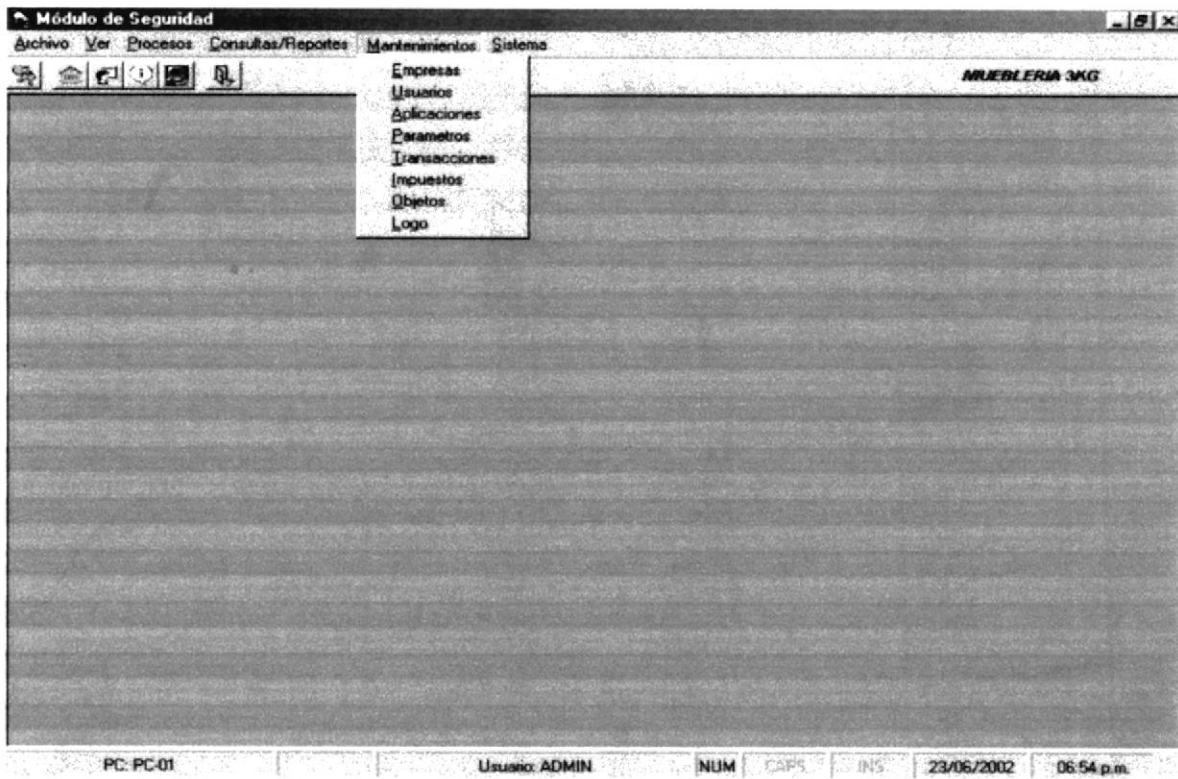 Módulo de Seguridad
Archivo Ver Procesos Consultas/Reportes Mantenimientos Sistema
MUEBLERIA 3KG
Empresas
Usuarios
Aplicaciones
Parametros
Transacciones
Impuestos
Objetos
Logo
PC: PC-01 Usuario: ADMIN NUM CAPS INS 23/06/2002 06:54 p.m.